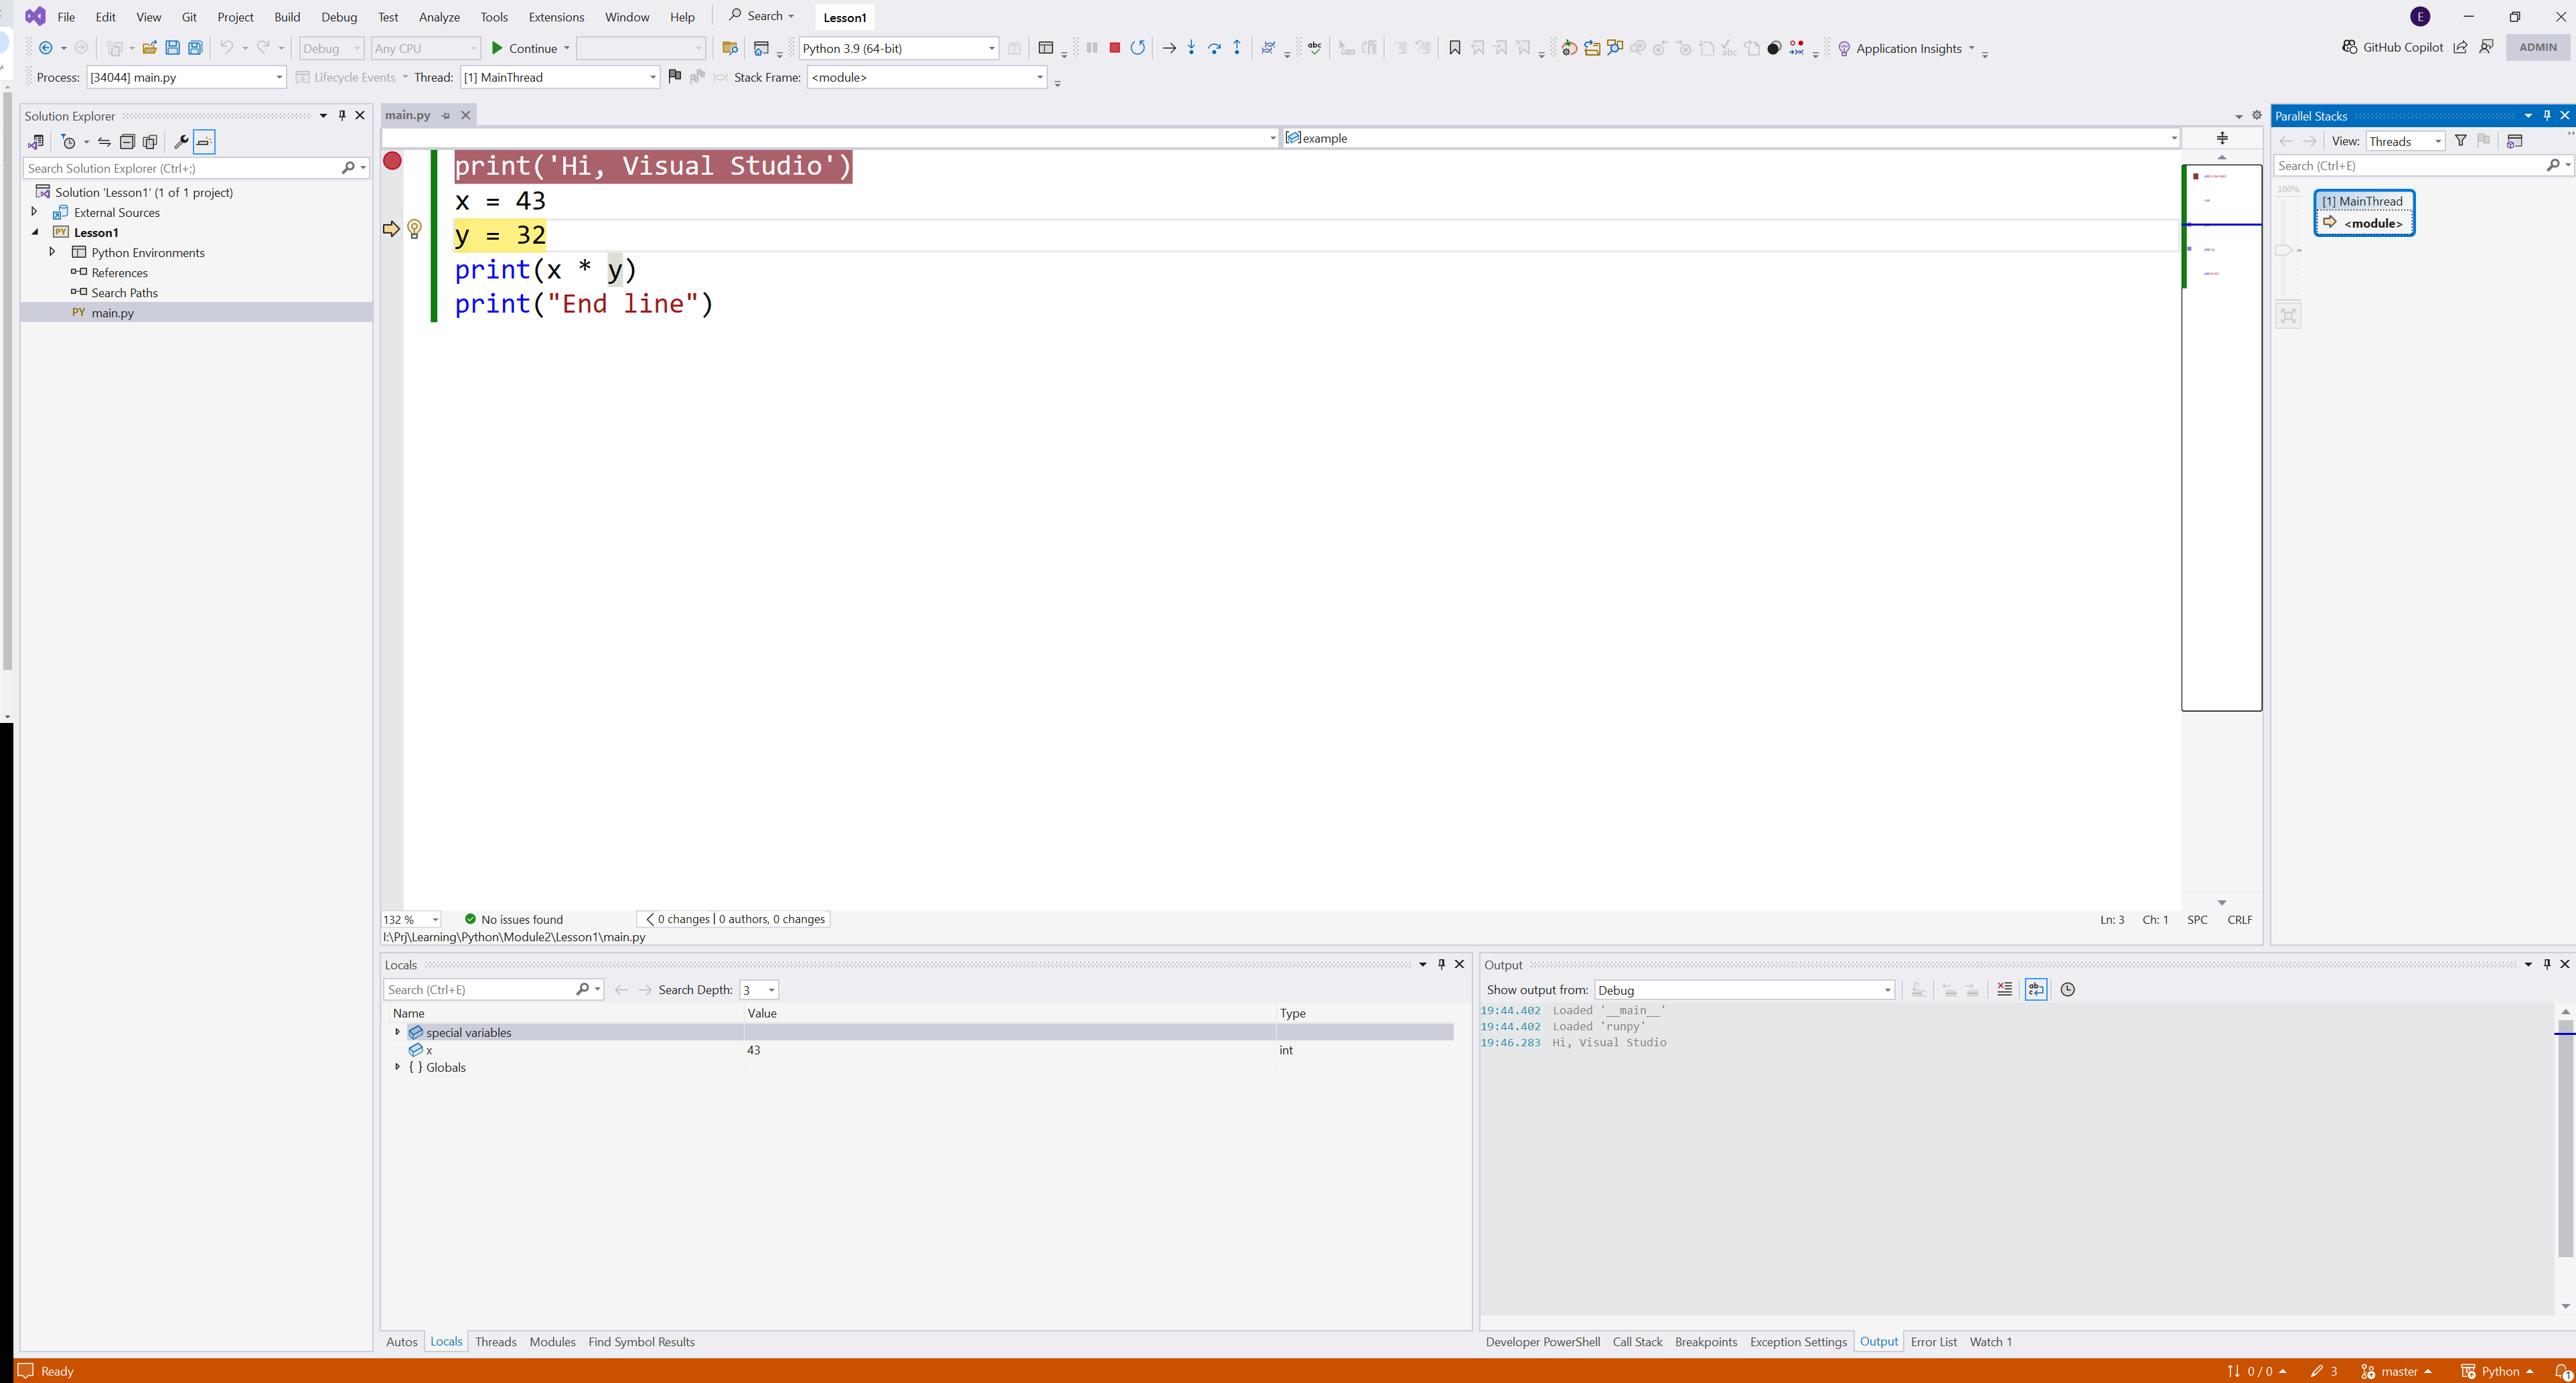 File Edit View Git Project Build Debug Test Analyze Tools Extensions Window Help Search Lesson1 E
Debug Any CPU Continue Python 3.9 (64-bit) Application Insights GitHub Copilot ADMIN
Process: [34044] main.py Lifecycle Events Thread: [1] MainThread Stack Frame: <module>
Solution Explorer
Search Solution Explorer (Ctrl+;)
Solution 'Lesson1' (1 of 1 project)
External Sources
PY Lesson1
Python Environments
References
Search Paths
PY main.py
main.py
example
print('Hi, Visual Studio')
x = 43
y = 32
print(x * y)
print("End line")
132 % No issues found 0 changes | 0 authors, 0 changes Ln: 3 Ch: 1 SPC CRLF
I:\Prj\Learning\Python\Module2\Lesson1\main.py
Parallel Stacks
View: Threads
Search (Ctrl+E)
100%
[1] MainThread
<module>
Locals
Search (Ctrl+E) Search Depth: 3
Name Value Type
special variables
x 43 int
{ } Globals
Autos Locals Threads Modules Find Symbol Results
Output
Show output from: Debug
19:44.402 Loaded '__main__'
19:44.402 Loaded 'runpy'
19:46.283 Hi, Visual Studio
Developer PowerShell Call Stack Breakpoints Exception Settings Output Error List Watch 1
Ready 0 / 0 3 master Python 1